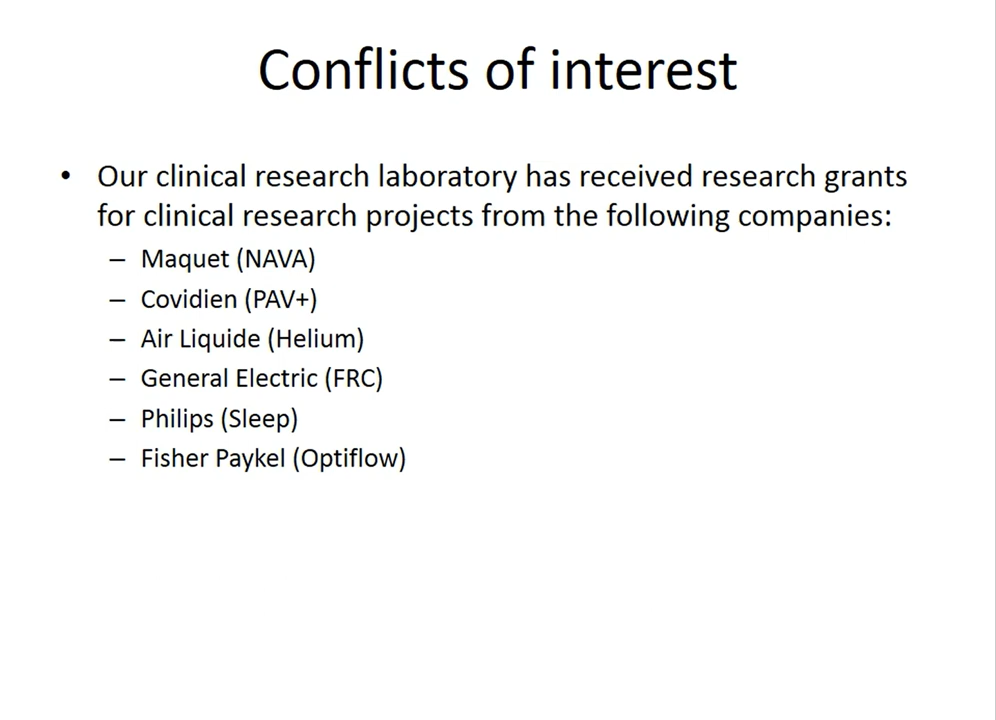 Conflicts of interest
• Our clinical research laboratory has received research grants
for clinical research projects from the following companies:
– Maquet (NAVA)
– Covidien (PAV+)
– Air Liquide (Helium)
– General Electric (FRC)
– Philips (Sleep)
– Fisher Paykel (Optiflow)